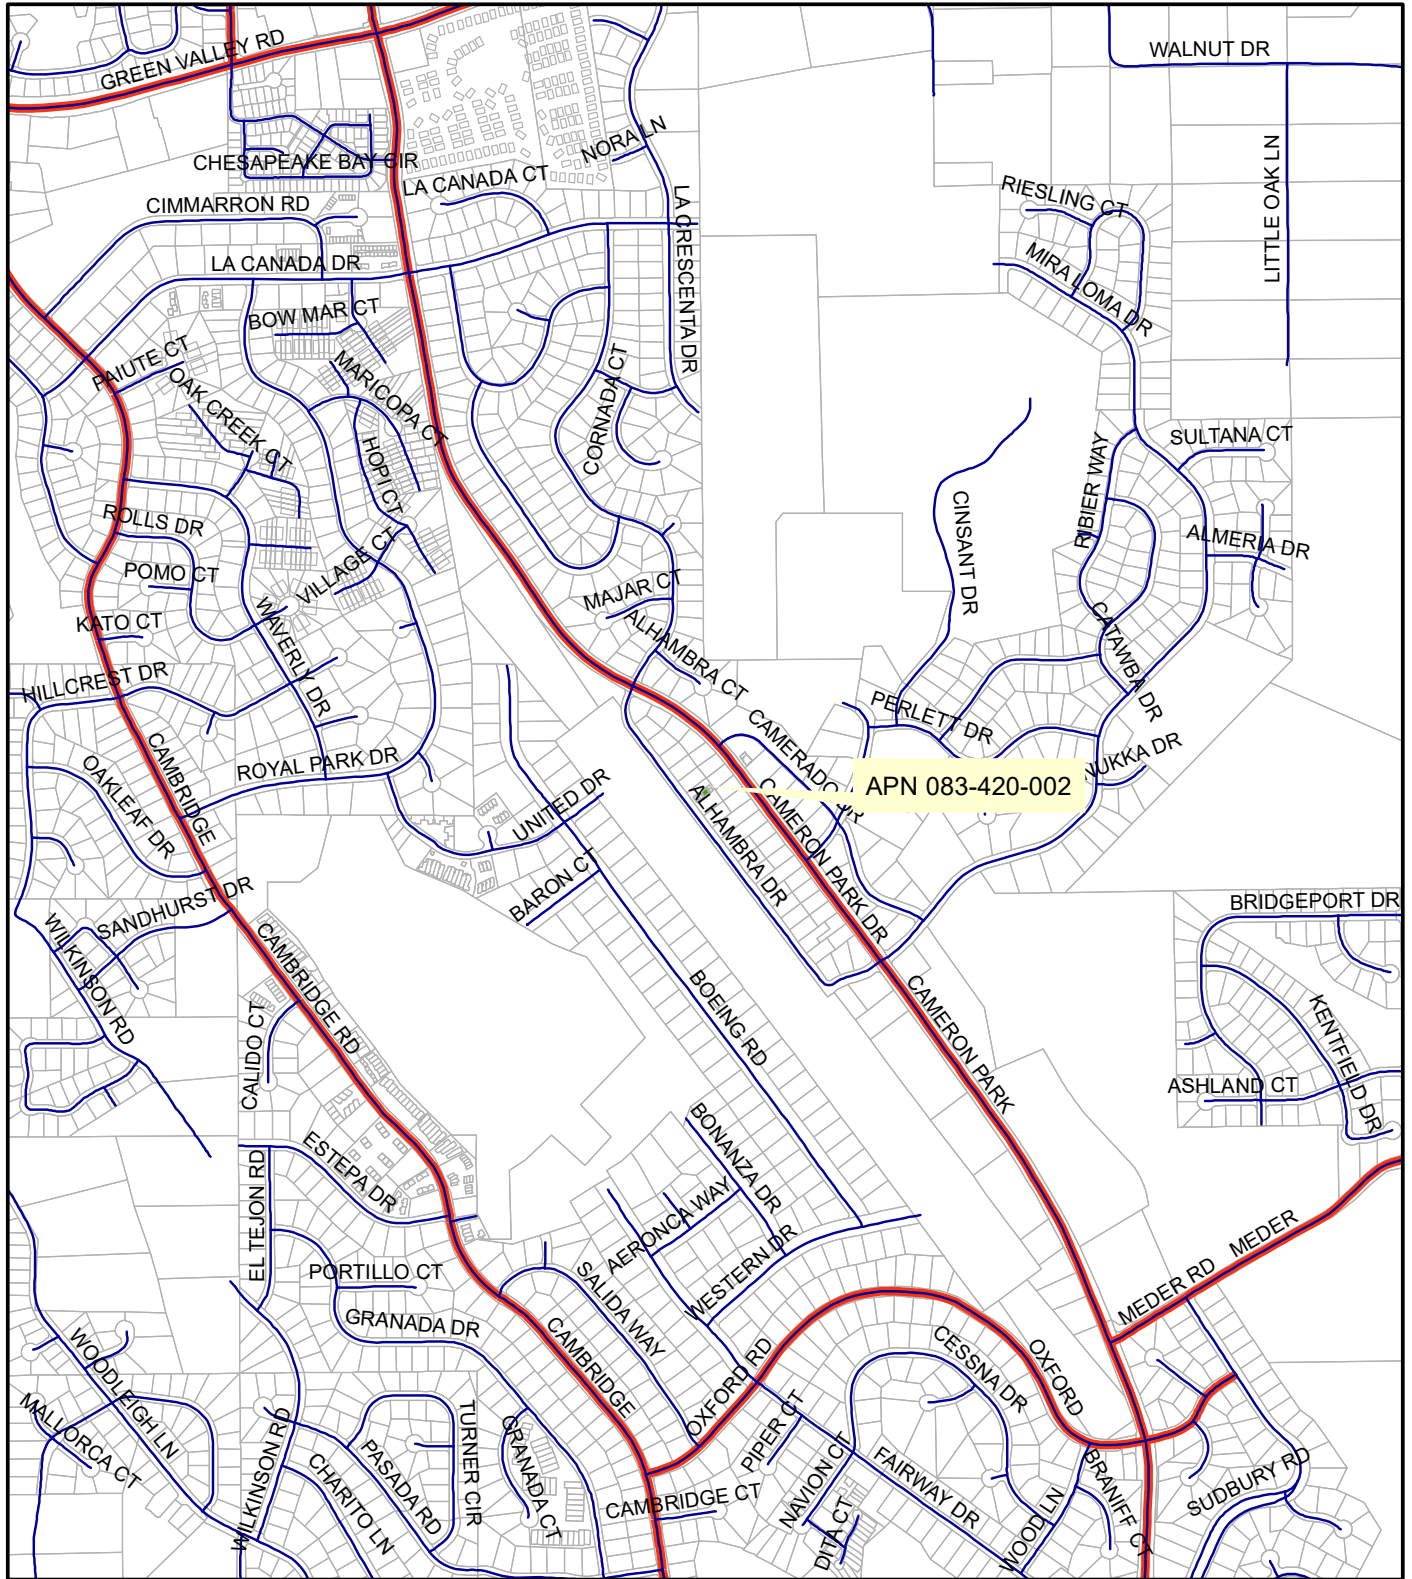 WALNUT DR
GREEN VALLEY RD
NORA LN
CHESAPEAKE BAY CIR
LA CANADA CT
LITTLE OAK LN
RIESLING CT
CIMMARRON RD
LA CRESCENTA DR
LA CANADA DR
MIRA LOMA DR
BOW MAR CT
PAIUTE CT
MARICOPA CT
OAK CREEK CT
CORNADA CT
HOPI CT
SULTANA CT
RIBIER WAY
CINSANT DR
ROLLS DR
ALMERIA DR
VILLAGE CT
POMO CT
MAJAR CT
KATO CT
WAVERLY DR
ALHAMBRA CT
CATAWBA DR
HILLCREST DR
PERLETT DR
CAMERADO DR
CAMBRIDGE
OAKLEAF DR
ROYAL PARK DR
NUKKA DR
APN 083-420-002
UNITED DR
ALHAMBRA DR
CAMERON PARK DR
BARON CT
SANDHURST DR
BRIDGEPORT DR
WILKINSON RD
CAMBRIDGE RD
BOEING RD
CAMERON PARK
KENTFIELD DR
CALIDO CT
ASHLAND CT
BONANZA DR
ESTEPA DR
EL TEJON RD
AERONCA WAY
WESTERN DR
MEDER
MEDER RD
PORTILLO CT
SALIDA WAY
GRANADA DR
CAMBRIDGE
OXFORD RD
CESSNA DR
OXFORD
WOODLEIGH LN
MALLORCA CT
WILKINSON RD
CHARITO LN
PASADA RD
TURNER CIR
GRANADA CT
PIPER CT
NAVION CT
FAIRWAY DR
CAMBRIDGE CT
DITA CT
WOOD LN
BRANIFF CT
SUDBURY RD